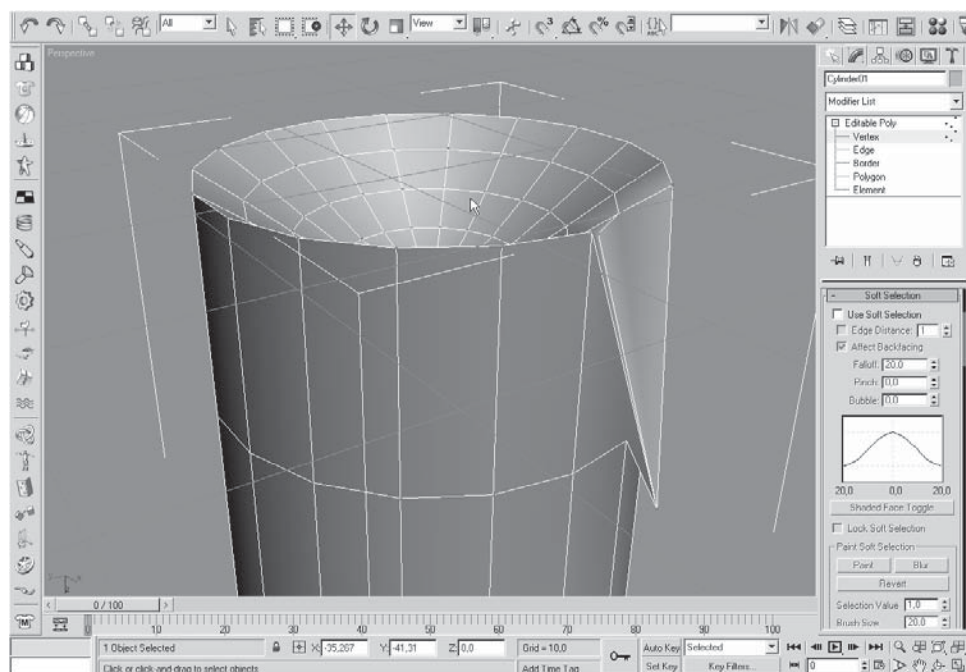 All
View
ABC
Perspective
Cylinder01
Modifier List
Editable Poly
Vertex
Edge
Border
Polygon
Element
Soft Selection
Use Soft Selection
Edge Distance: 1
Affect Backfacing
Falloff: 20,0
Pinch: 0,0
Bubble: 0,0
20,0 0,0 20,0
Shaded Face Toggle
Lock Soft Selection
Paint Soft Selection
Paint Blur
Revert
Selection Value 1,0
Brush Size 20,0
0 / 100
0 10 20 30 40 50 60 70 80 90 100
1 Object Selected X: -35,267 Y: -41,31 Z: 0,0 Grid = 10,0 Auto Key Selected
Click or click-and-drag to select objects Add Time Tag Set Key Key Filters... 0